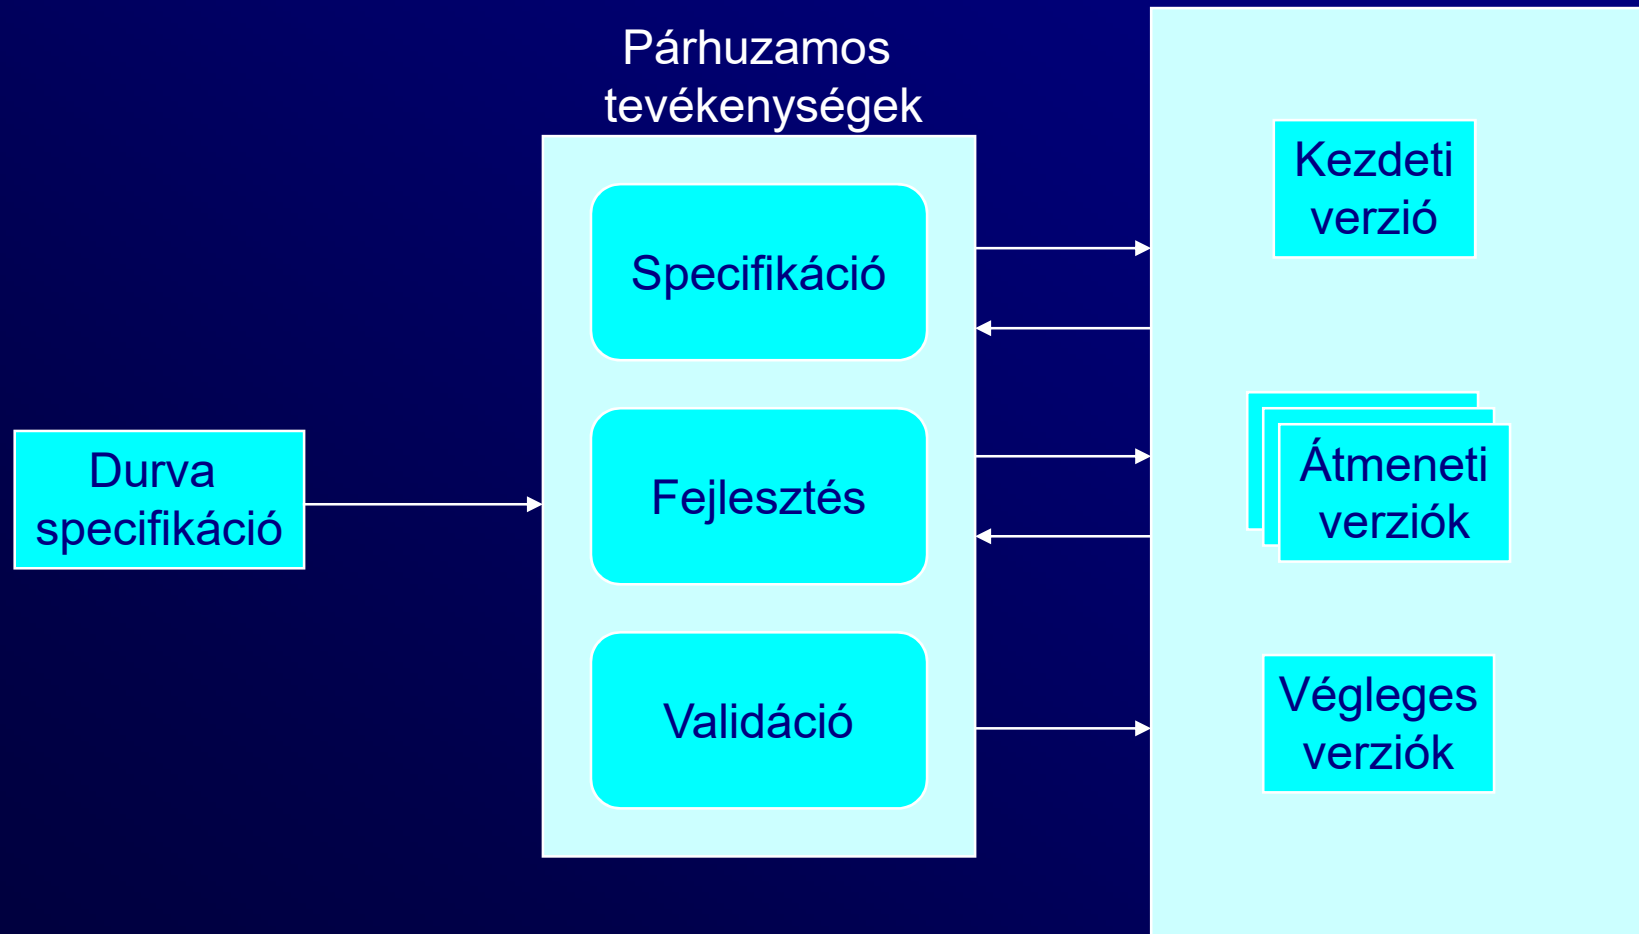 Párhuzamos
tevékenységek
Durva
specifikáció
Specifikáció
Fejlesztés
Validáció
Kezdeti
verzió
Átmeneti
verziók
Végleges
verziók